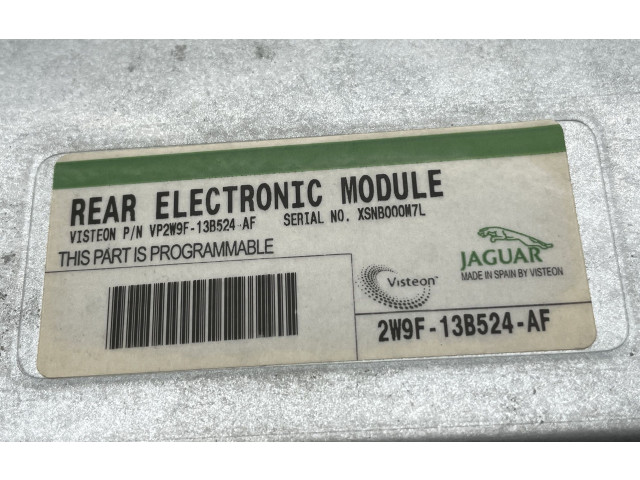 REAR ELECTRONIC MODULE
VISTEON P/N VP2W9F-13B524-AF SERIAL NO. XSNB000M7L
THIS PART IS PROGRAMMABLE
Visteon™
JAGUAR
MADE IN SPAIN BY VISTEON
2W9F-13B524-AF